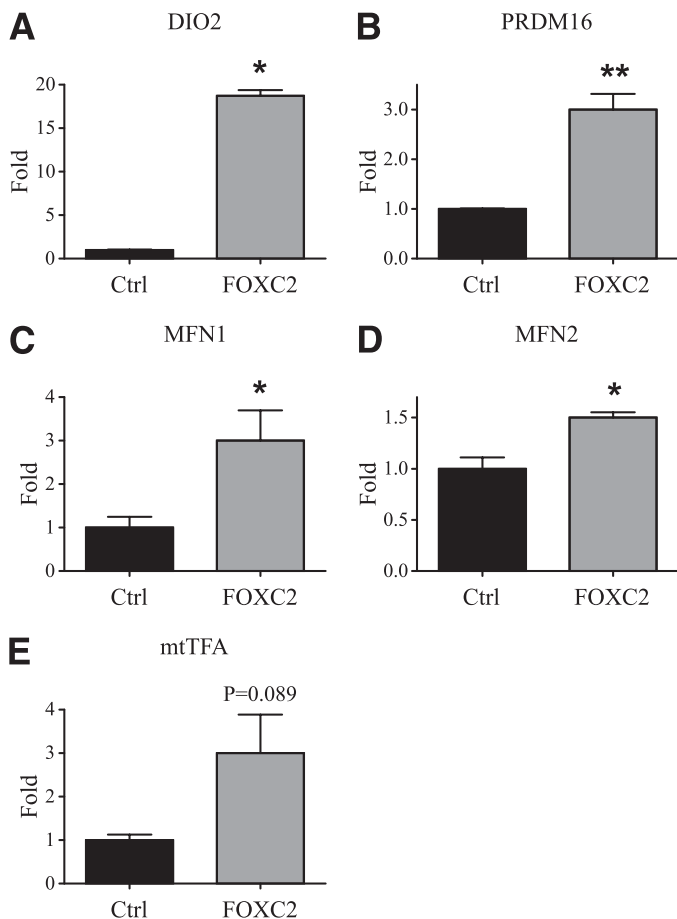 A
DIO2
*
20
15
10
5
0
Fold
Ctrl
FOXC2
B
PRDM16
**
3.0
2.0
1.0
0.0
Fold
Ctrl
FOXC2
C
MFN1
*
4
3
2
1
0
Fold
Ctrl
FOXC2
D
MFN2
*
1.5
1.0
0.5
0.0
Fold
Ctrl
FOXC2
E
mtTFA
P=0.089
4
3
2
1
0
Fold
Ctrl
FOXC2